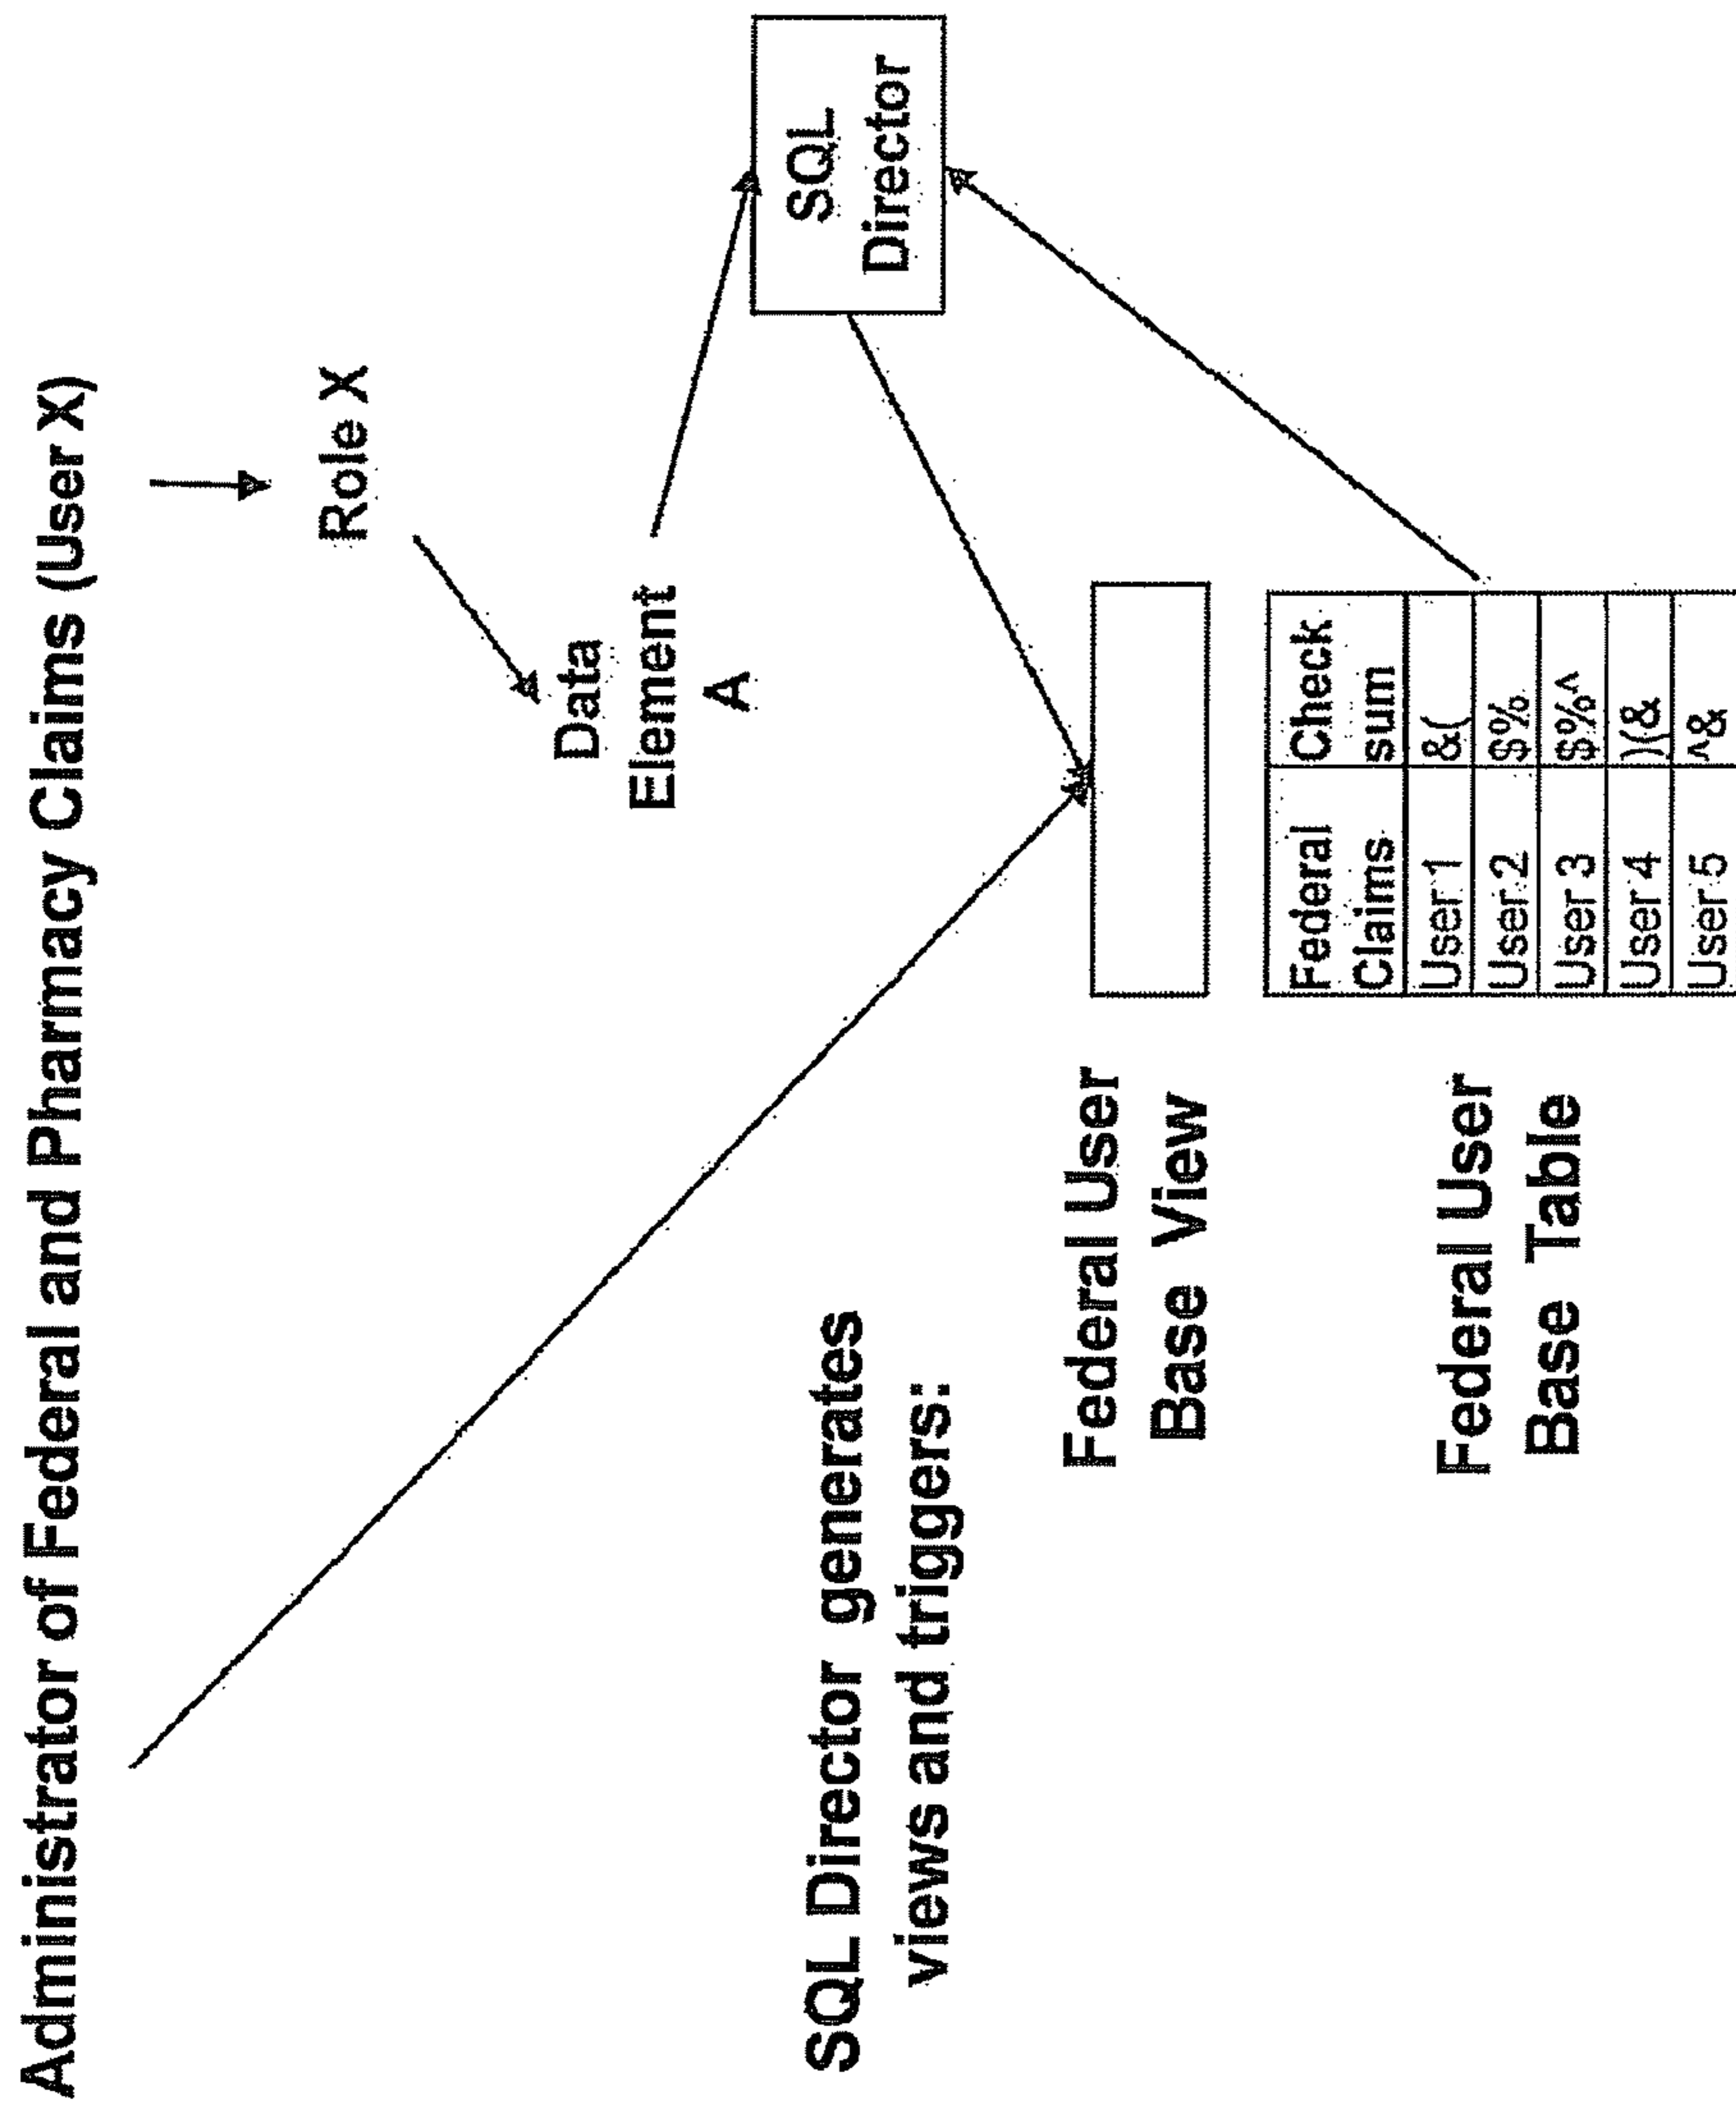 Administrator of Federal and Pharmacy Claims (User X)
Role X
Data
Element
A
SQL
Director
SQL Director generates
views and triggers:
Federal User
Base View
Federal Check
Claims sum
User 1 &(
User 2 $%
User 3 $%^
User 4 )(&
User 5 ^&
Federal User
Base Table